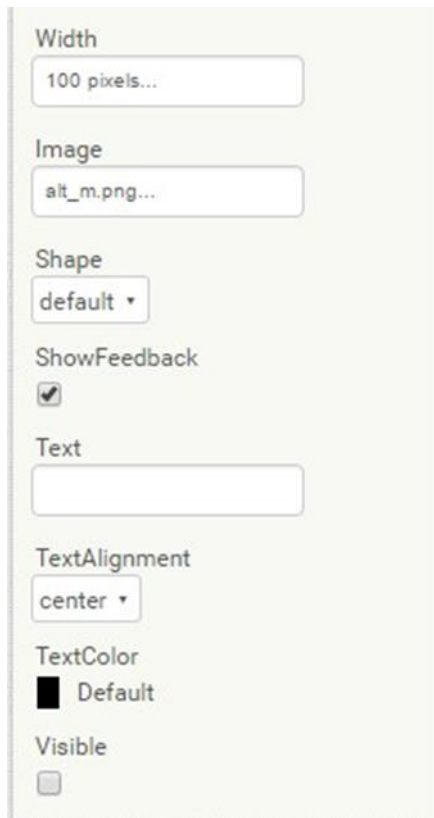 Width
100 pixels...
Image
alt_m.png...
Shape
default
ShowFeedback
Text
TextAlignment
center
TextColor
Default
Visible